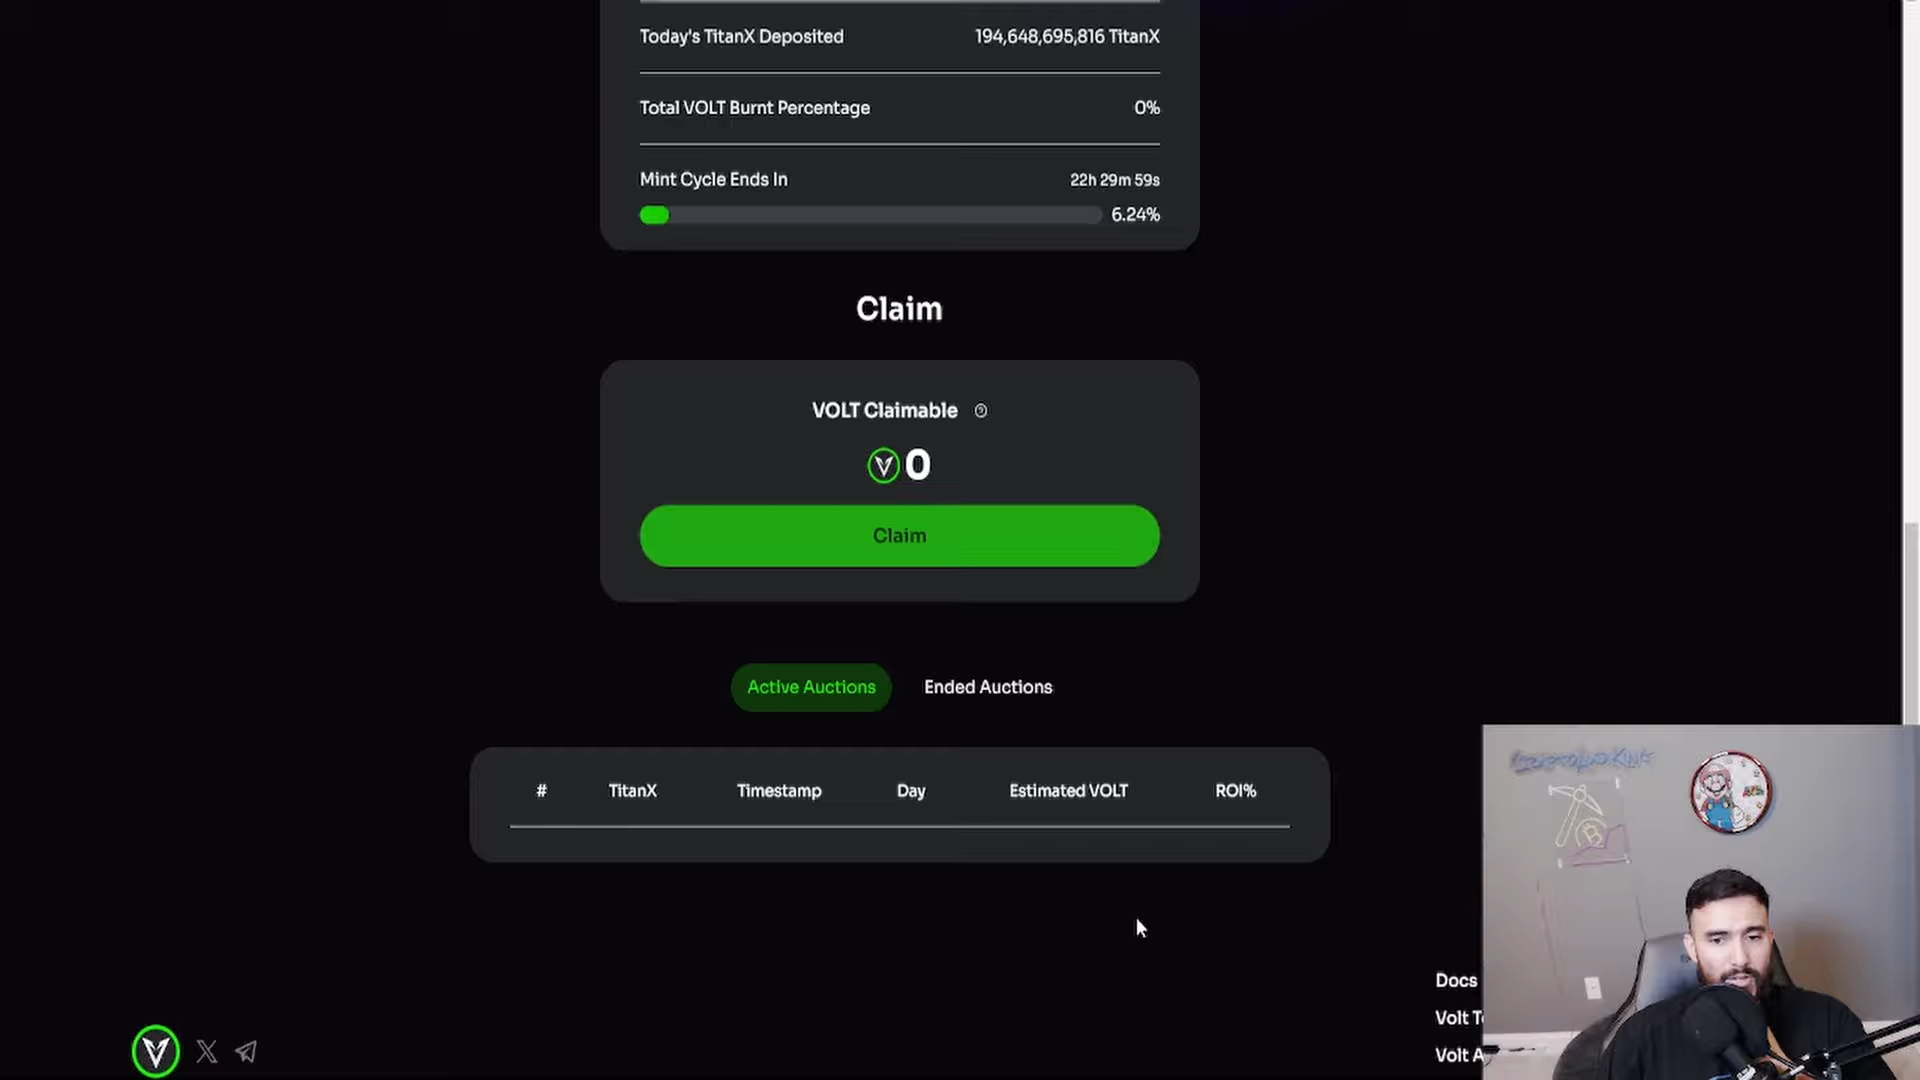 Today's TitanX Deposited 194,648,695,816 TitanX
Total VOLT Burnt Percentage 0%
Mint Cycle Ends In 22h 29m 59s
6.24%
Claim
VOLT Claimable
0
Claim
Active Auctions Ended Auctions
# TitanX Timestamp Day Estimated VOLT ROI%
Docs
Volt
Volt